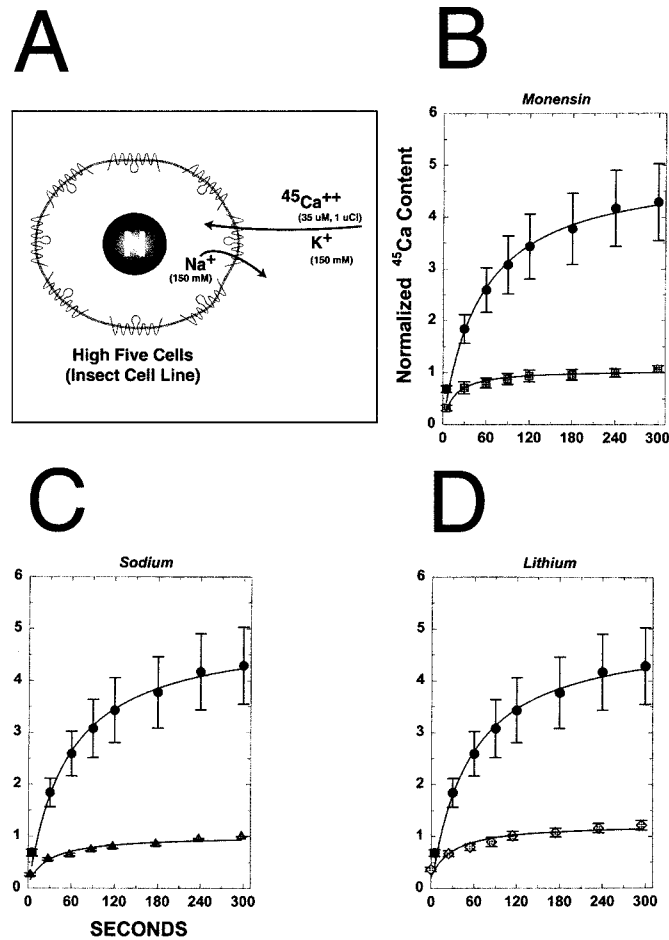 A
45Ca++
(35 uM, 1 uCi)
K+
(150 mM)
N
Na+
(150 mM)
High Five Cells
(Insect Cell Line)
B
Monensin
Normalized 45Ca Content
6
5
4
3
2
1
0
0 60 120 180 240 300
C
Sodium
6
5
4
3
2
1
0
0 60 120 180 240 300
SECONDS
D
Lithium
6
5
4
3
2
1
0
0 60 120 180 240 300